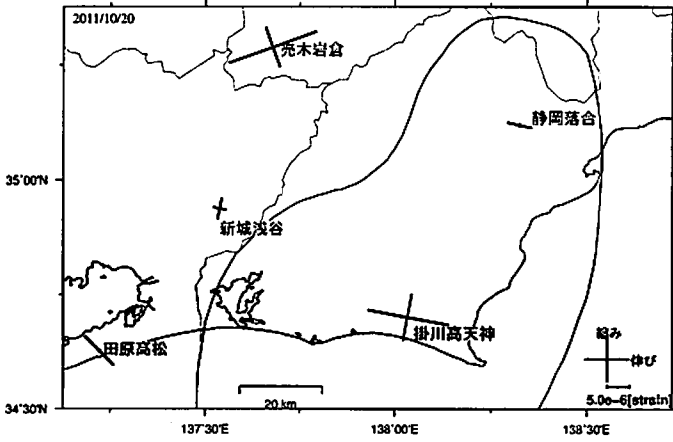 2011/10/20
売木岩倉
静岡落合
35°00'N
新城浅谷
掛川高天神
田原高松
縮み
伸び
5.0e-6[strain]
20 km
34°30'N
137°30'E
138°00'E
138°30'E